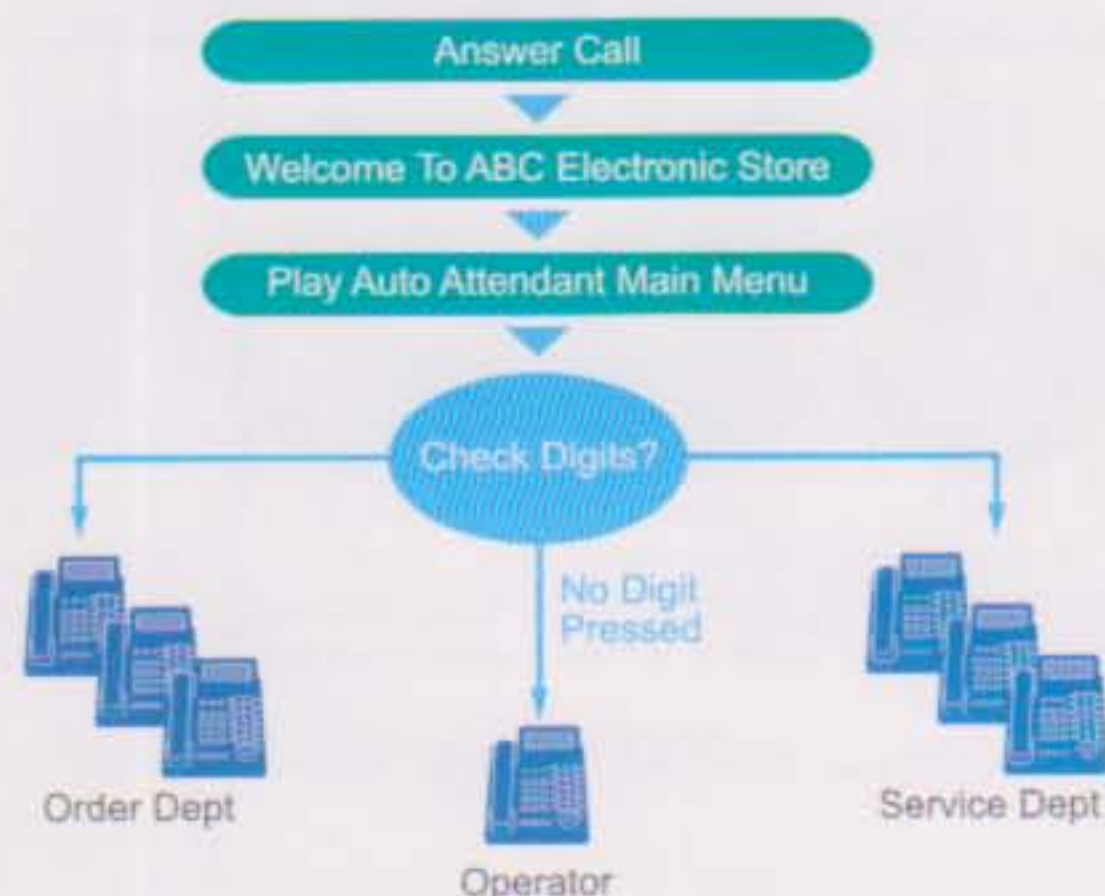 Answer Call
Welcome To ABC Electronic Store
Play Auto Attendant Main Menu
Check Digits?
No Digit
Pressed
Order Dept
Service Dept
Operator